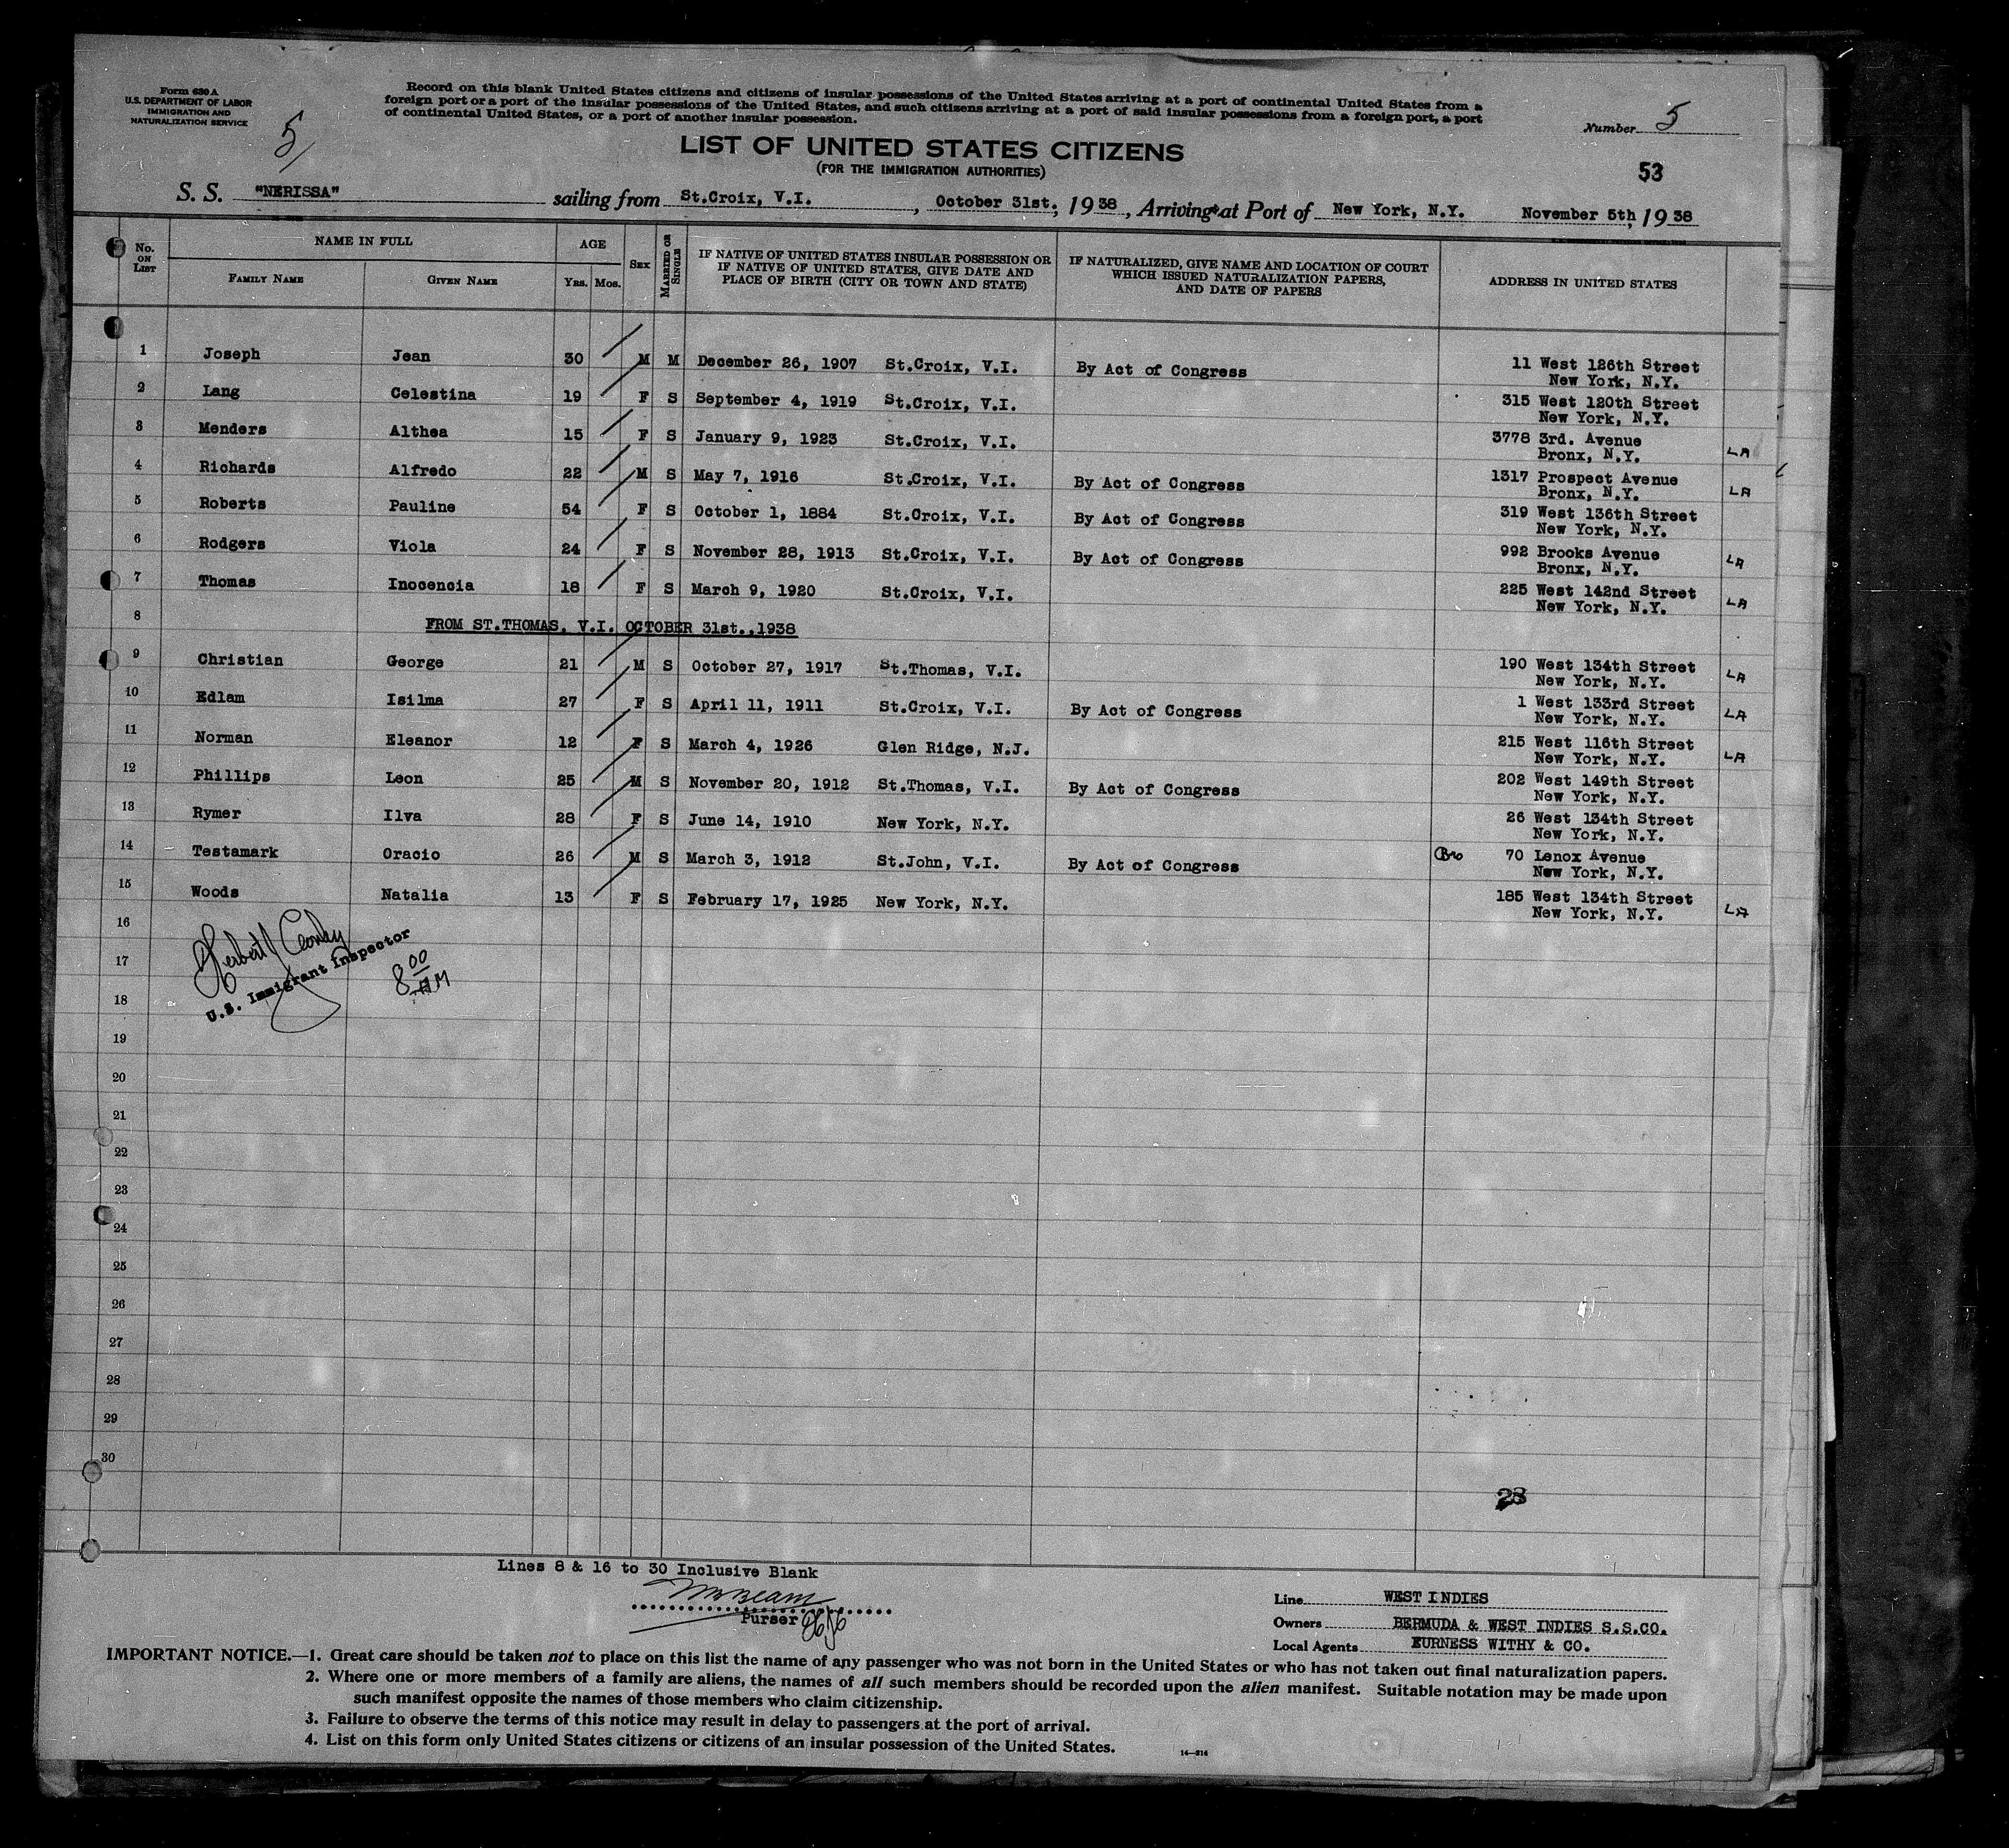 Form 630 A
U.S. DEPARTMENT OF LABOR
IMMIGRATION AND
NATURALIZATION SERVICE
5
Record on this blank United States citizens and citizens of insular possessions of the United States arriving at a port of continental United States from a
foreign port or a port of the insular possessions of the United States, and such citizens arriving at a port of said insular possessions from a foreign port, a port
of continental United States, or a port of another insular possession.
Number 5
LIST OF UNITED STATES CITIZENS
(FOR THE IMMIGRATION AUTHORITIES)
53
S. S. "NERISSA" sailing from St.Croix, V.I. , October 31st. , 1938 , Arriving at Port of New York, N.Y. November 5th , 1938
No. ON LIST
NAME IN FULL
FAMILY NAME GIVEN NAME
AGE
YRS. MOS.
SEX
MARRIED OR SINGLE
IF NATIVE OF UNITED STATES INSULAR POSSESSION OR
IF NATIVE OF UNITED STATES, GIVE DATE AND
PLACE OF BIRTH (CITY OR TOWN AND STATE)
IF NATURALIZED, GIVE NAME AND LOCATION OF COURT
WHICH ISSUED NATURALIZATION PAPERS,
AND DATE OF PAPERS
ADDRESS IN UNITED STATES
1 Joseph Jean 30 M M December 26, 1907 St.Croix, V.I. By Act of Congress 11 West 126th Street
New York, N.Y.
2 Lang Celestina 19 F S September 4, 1919 St.Croix, V.I. 315 West 120th Street
New York, N.Y.
3 Menders Althea 15 F S January 9, 1923 St.Croix, V.I. 3778 3rd. Avenue
Bronx, N.Y. LA
4 Richards Alfredo 22 M S May 7, 1916 St.Croix, V.I. By Act of Congress 1317 Prospect Avenue
Bronx, N.Y. LA
5 Roberts Pauline 54 F S October 1, 1884 St.Croix, V.I. By Act of Congress 319 West 136th Street
New York, N.Y.
6 Rodgers Viola 24 F S November 28, 1913 St.Croix, V.I. By Act of Congress 992 Brooks Avenue
Bronx, N.Y. LA
7 Thomas Inocencia 18 F S March 9, 1920 St.Croix, V.I. 225 West 142nd Street
New York, N.Y. LA
8 FROM ST.THOMAS, V.I. OCTOBER 31st.,1938
9 Christian George 21 M S October 27, 1917 St.Thomas, V.I. 190 West 134th Street
New York, N.Y. LA
10 Edlam Isilma 27 F S April 11, 1911 St.Croix, V.I. By Act of Congress 1 West 133rd Street
New York, N.Y. LA
11 Norman Eleanor 12 F S March 4, 1926 Glen Ridge, N.J. 215 West 116th Street
New York, N.Y. LA
12 Phillips Leon 25 M S November 20, 1912 St.Thomas, V.I. By Act of Congress 202 West 149th Street
New York, N.Y.
13 Rymer Ilva 28 F S June 14, 1910 New York, N.Y. 26 West 134th Street
New York, N.Y.
14 Testamark Oracio 26 M S March 3, 1912 St.John, V.I. By Act of Congress Bro 70 Lenox Avenue
New York, N.Y.
15 Woods Natalia 13 F S February 17, 1925 New York, N.Y. 185 West 134th Street
New York, N.Y. LA
16
17
18
Herbert
U.S. Immigrant Inspector
8 00 AM
19
20
21
22
23
24
25
26
27
28
29
30
23
Lines 8 & 16 to 30 Inclusive Blank
Purser
Line WEST INDIES
Owners BERMUDA & WEST INDIES S.S.CO.
Local Agents FURNESS WITHY & CO.
IMPORTANT NOTICE.—1. Great care should be taken not to place on this list the name of any passenger who was not born in the United States or who has not taken out final naturalization papers.
2. Where one or more members of a family are aliens, the names of all such members should be recorded upon the alien manifest. Suitable notation may be made upon
such manifest opposite the names of those members who claim citizenship.
3. Failure to observe the terms of this notice may result in delay to passengers at the port of arrival.
4. List on this form only United States citizens or citizens of an insular possession of the United States.
14—214